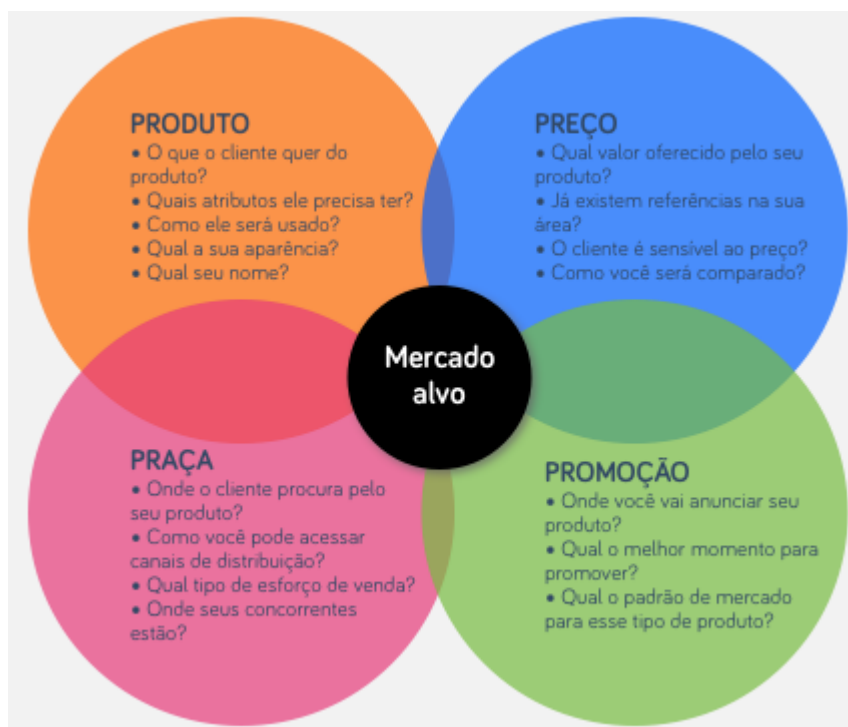 PRODUTO
• O que o cliente quer do
produto?
• Quais atributos ele precisa ter?
• Como ele será usado?
• Qual a sua aparência?
• Qual seu nome?
PREÇO
• Qual valor oferecido pelo seu
produto?
• Já existem referências na sua
área?
• O cliente é sensível ao preço?
• Como você será comparado?
Mercado
alvo
PRAÇA
• Onde o cliente procura pelo
seu produto?
• Como você pode acessar
canais de distribuição?
• Qual tipo de esforço de venda?
• Onde seus concorrentes
estão?
PROMOÇÃO
• Onde você vai anunciar seu
produto?
• Qual o melhor momento para
promover?
• Qual o padrão de mercado
para esse tipo de produto?